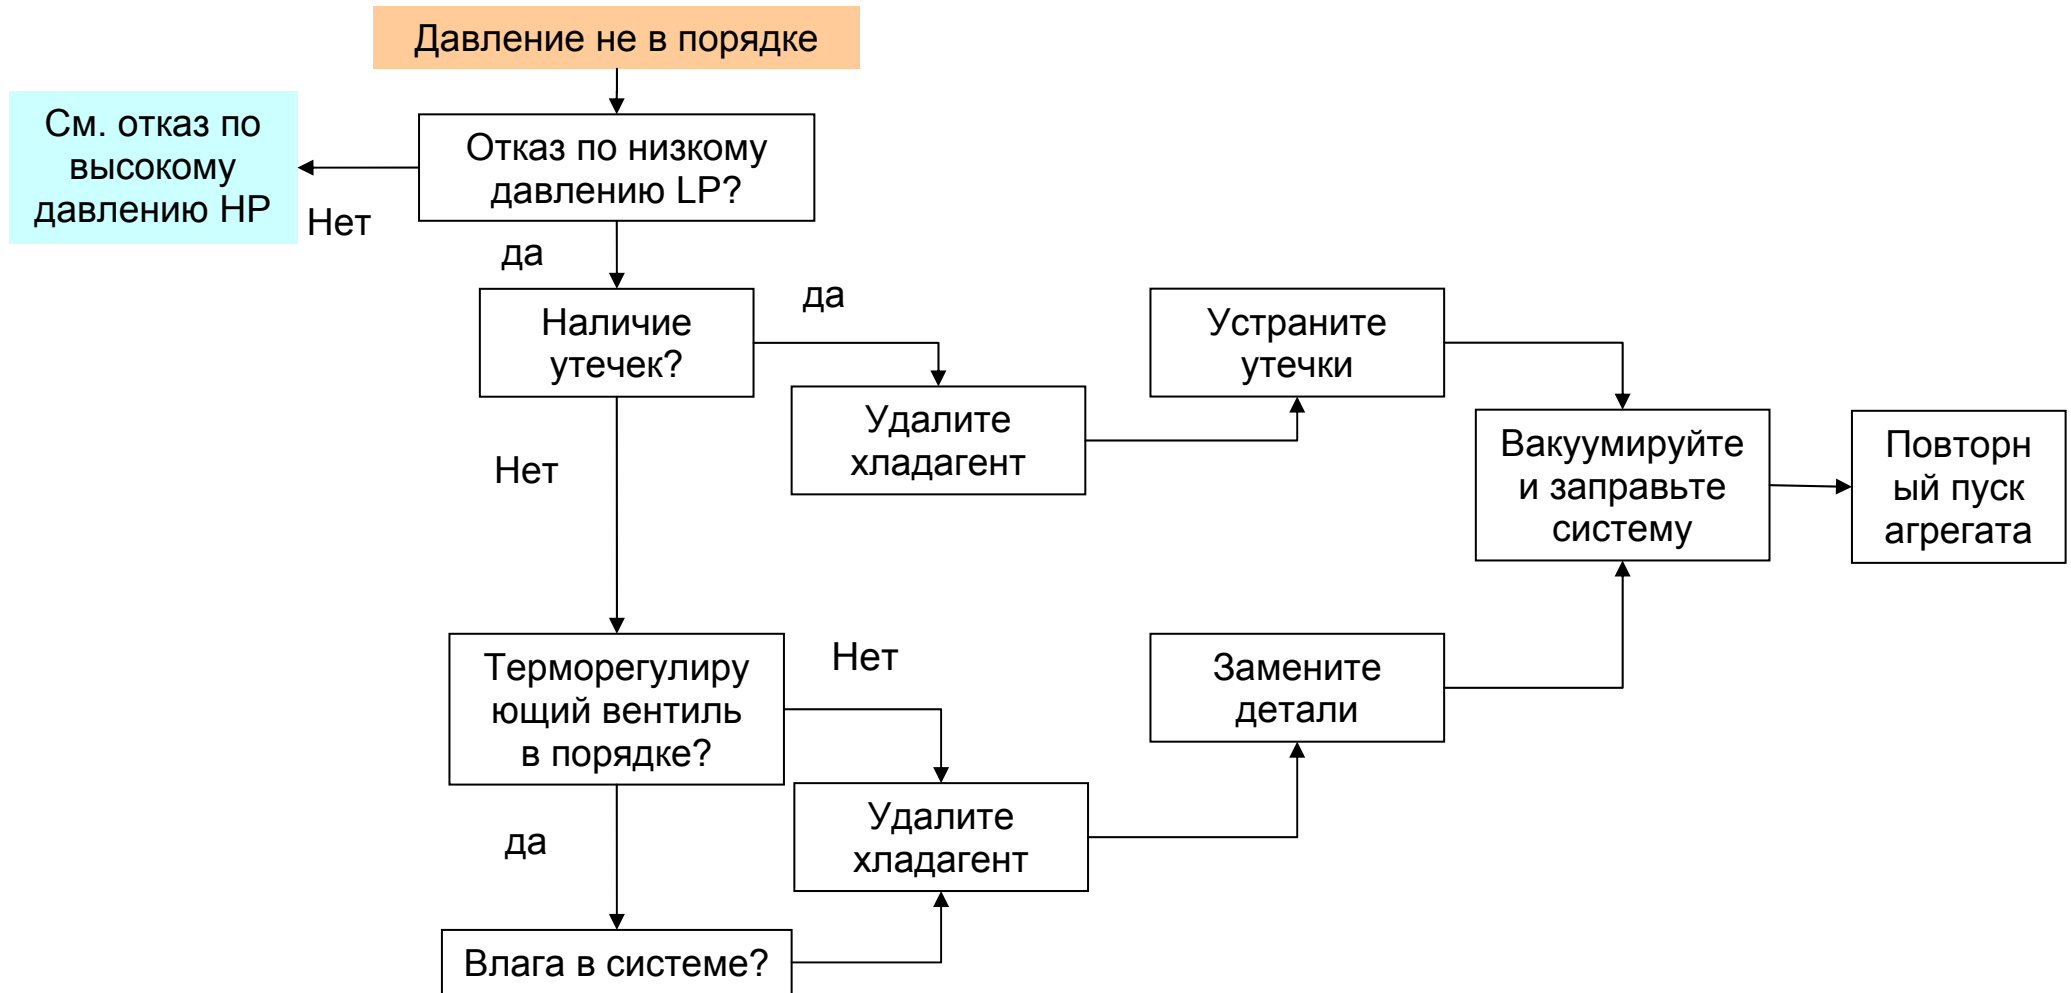 Давление не в порядке
См. отказ по
высокому
давлению HP
Отказ по низкому
давлению LP?
Нет
да
Наличие
утечек?
да
Устраните
утечки
Удалите
хладагент
Вакуумируйте
и заправьте
систему
Повторн
ый пуск
агрегата
Нет
Терморегулиру
ющий вентиль
в порядке?
Нет
Замените
детали
Удалите
хладагент
да
Влага в системе?